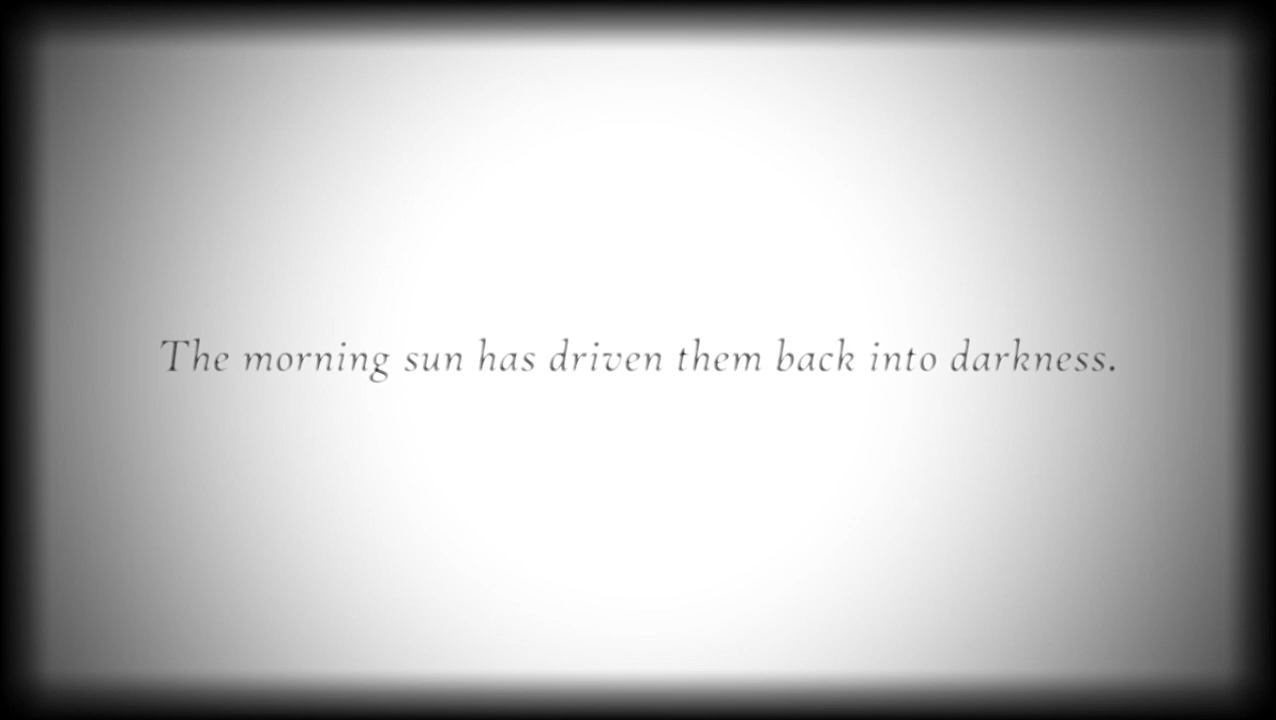 The morning sun has driven them back into darkness.